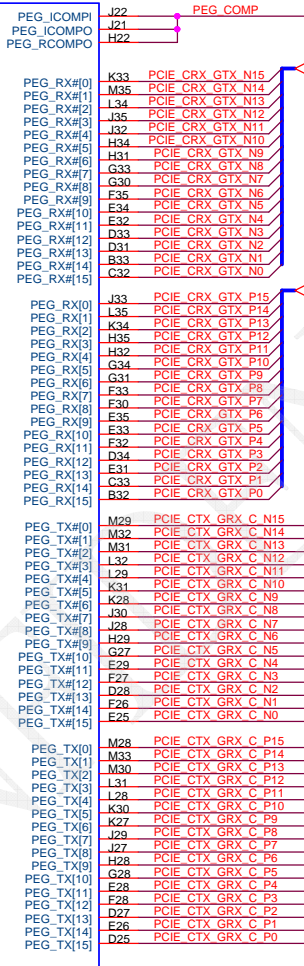 PEG_ICOMPI J22 PEG_COMP
PEG_ICOMPO J21
PEG_RCOMPO H22
PEG_RX#[0] K33 PCIE_CRX_GTX_N15
PEG_RX#[1] M35 PCIE_CRX_GTX_N14
PEG_RX#[2] L34 PCIE_CRX_GTX_N13
PEG_RX#[3] J35 PCIE_CRX_GTX_N12
PEG_RX#[4] J32 PCIE_CRX_GTX_N11
PEG_RX#[5] H34 PCIE_CRX_GTX_N10
PEG_RX#[6] H31 PCIE_CRX_GTX_N9
PEG_RX#[7] G33 PCIE_CRX_GTX_N8
PEG_RX#[8] G30 PCIE_CRX_GTX_N7
PEG_RX#[9] F35 PCIE_CRX_GTX_N6
PEG_RX#[10] E34 PCIE_CRX_GTX_N5
PEG_RX#[11] E32 PCIE_CRX_GTX_N4
PEG_RX#[12] D33 PCIE_CRX_GTX_N3
PEG_RX#[13] D31 PCIE_CRX_GTX_N2
PEG_RX#[14] B33 PCIE_CRX_GTX_N1
PEG_RX#[15] C32 PCIE_CRX_GTX_N0
PEG_RX[0] J33 PCIE_CRX_GTX_P15
PEG_RX[1] L35 PCIE_CRX_GTX_P14
PEG_RX[2] K34 PCIE_CRX_GTX_P13
PEG_RX[3] H35 PCIE_CRX_GTX_P12
PEG_RX[4] H32 PCIE_CRX_GTX_P11
PEG_RX[5] G34 PCIE_CRX_GTX_P10
PEG_RX[6] G31 PCIE_CRX_GTX_P9
PEG_RX[7] F33 PCIE_CRX_GTX_P8
PEG_RX[8] F30 PCIE_CRX_GTX_P7
PEG_RX[9] E35 PCIE_CRX_GTX_P6
PEG_RX[10] E33 PCIE_CRX_GTX_P5
PEG_RX[11] F32 PCIE_CRX_GTX_P4
PEG_RX[12] D34 PCIE_CRX_GTX_P3
PEG_RX[13] E31 PCIE_CRX_GTX_P2
PEG_RX[14] C33 PCIE_CRX_GTX_P1
PEG_RX[15] B32 PCIE_CRX_GTX_P0
PEG_TX#[0] M29 PCIE_CTX_GRX_C_N15
PEG_TX#[1] M32 PCIE_CTX_GRX_C_N14
PEG_TX#[2] M31 PCIE_CTX_GRX_C_N13
PEG_TX#[3] L32 PCIE_CTX_GRX_C_N12
PEG_TX#[4] L29 PCIE_CTX_GRX_C_N11
PEG_TX#[5] K31 PCIE_CTX_GRX_C_N10
PEG_TX#[6] K28 PCIE_CTX_GRX_C_N9
PEG_TX#[7] J30 PCIE_CTX_GRX_C_N8
PEG_TX#[8] J28 PCIE_CTX_GRX_C_N7
PEG_TX#[9] H29 PCIE_CTX_GRX_C_N6
PEG_TX#[10] G27 PCIE_CTX_GRX_C_N5
PEG_TX#[11] E29 PCIE_CTX_GRX_C_N4
PEG_TX#[12] F27 PCIE_CTX_GRX_C_N3
PEG_TX#[13] D28 PCIE_CTX_GRX_C_N2
PEG_TX#[14] F26 PCIE_CTX_GRX_C_N1
PEG_TX#[15] E25 PCIE_CTX_GRX_C_N0
PEG_TX[0] M28 PCIE_CTX_GRX_C_P15
PEG_TX[1] M33 PCIE_CTX_GRX_C_P14
PEG_TX[2] M30 PCIE_CTX_GRX_C_P13
PEG_TX[3] L31 PCIE_CTX_GRX_C_P12
PEG_TX[4] L28 PCIE_CTX_GRX_C_P11
PEG_TX[5] K30 PCIE_CTX_GRX_C_P10
PEG_TX[6] K27 PCIE_CTX_GRX_C_P9
PEG_TX[7] J29 PCIE_CTX_GRX_C_P8
PEG_TX[8] J27 PCIE_CTX_GRX_C_P7
PEG_TX[9] H28 PCIE_CTX_GRX_C_P6
PEG_TX[10] G28 PCIE_CTX_GRX_C_P5
PEG_TX[11] E28 PCIE_CTX_GRX_C_P4
PEG_TX[12] F28 PCIE_CTX_GRX_C_P3
PEG_TX[13] D27 PCIE_CTX_GRX_C_P2
PEG_TX[14] E26 PCIE_CTX_GRX_C_P1
PEG_TX[15] D25 PCIE_CTX_GRX_C_P0